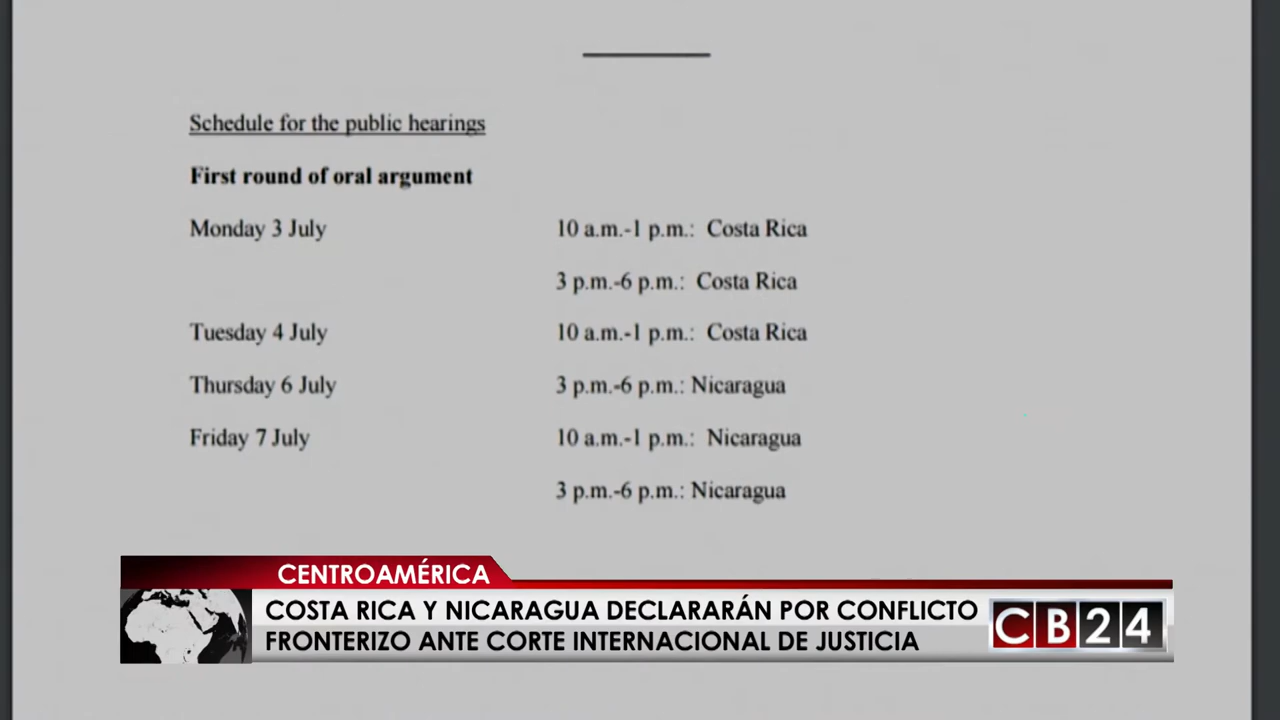 Schedule for the public hearings
First round of oral argument
Monday 3 July 10 a.m.-1 p.m.: Costa Rica
3 p.m.-6 p.m.: Costa Rica
Tuesday 4 July 10 a.m.-1 p.m.: Costa Rica
Thursday 6 July 3 p.m.-6 p.m.: Nicaragua
Friday 7 July 10 a.m.-1 p.m.: Nicaragua
3 p.m.-6 p.m.: Nicaragua
CENTROAMÉRICA
COSTA RICA Y NICARAGUA DECLARARÁN POR CONFLICTO
FRONTERIZO ANTE CORTE INTERNACIONAL DE JUSTICIA
CB24